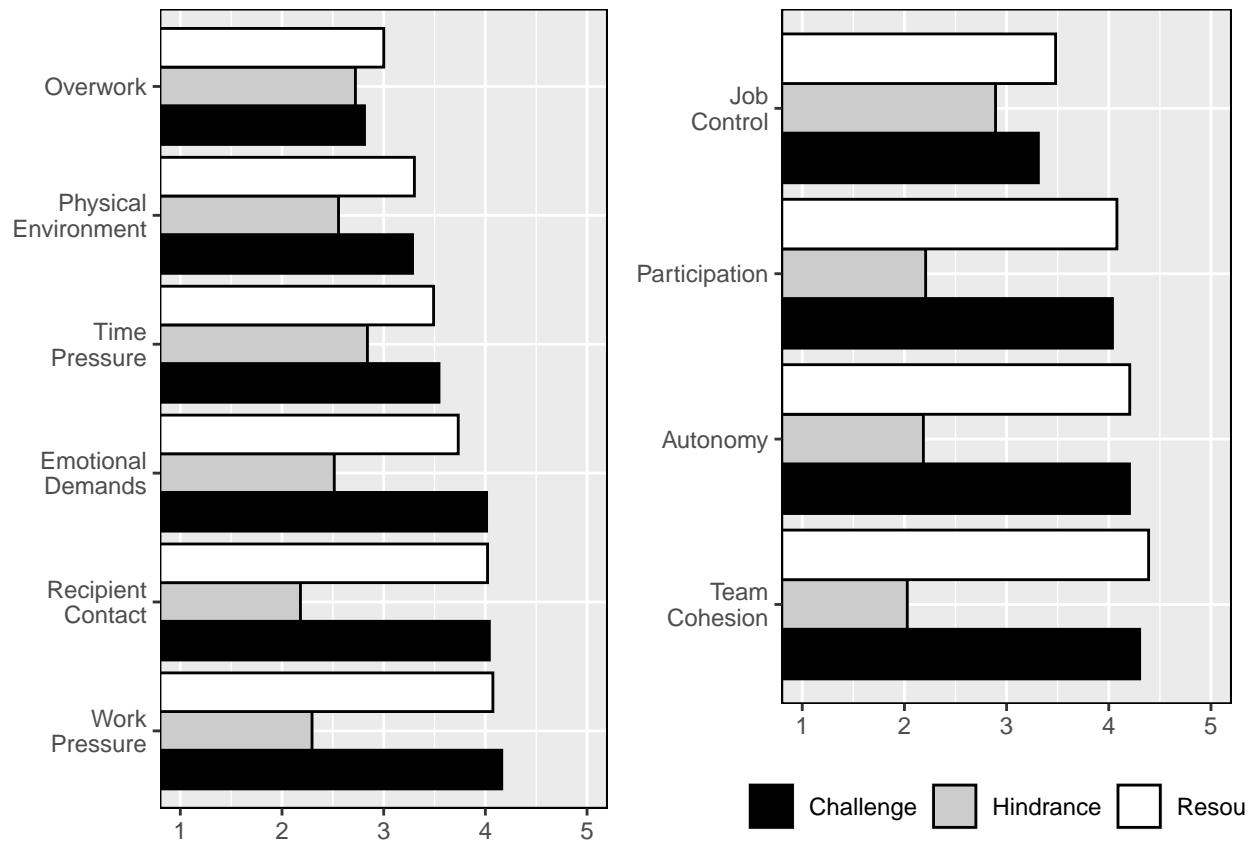 Overwork
Physical
Environment
Time
Pressure
Emotional
Demands
Recipient
Contact
Work
Pressure
1 2 3 4 5
Job
Control
Participation
Autonomy
Team
Cohesion
1 2 3 4 5
Challenge Hindrance Resou